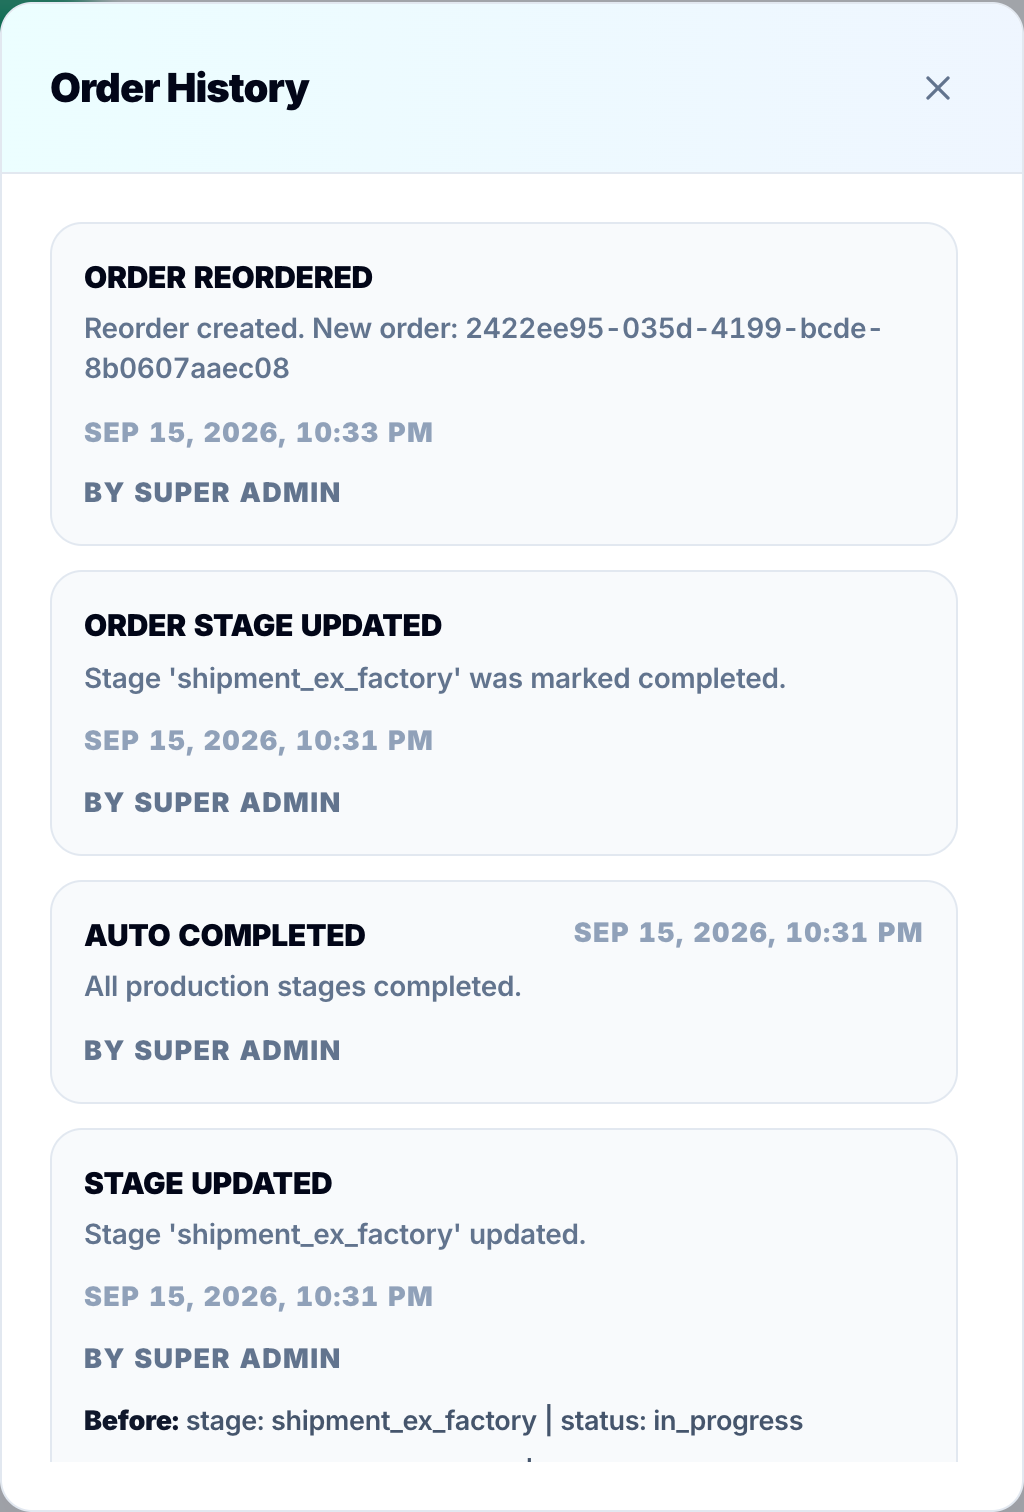 Order History
ORDER REORDERED
Reorder created. New order: 2422ee95-035d-4199-bcde-
8b0607aaec08
SEP 15, 2026, 10:33 PM
BY SUPER ADMIN
ORDER STAGE UPDATED
Stage 'shipment_ex_factory' was marked completed.
SEP 15, 2026, 10:31 PM
BY SUPER ADMIN
AUTO COMPLETED
SEP 15, 2026, 10:31 PM
All production stages completed.
BY SUPER ADMIN
STAGE UPDATED
Stage 'shipment_ex_factory' updated.
SEP 15, 2026, 10:31 PM
BY SUPER ADMIN
Before: stage: shipment_ex_factory | status: in_progress